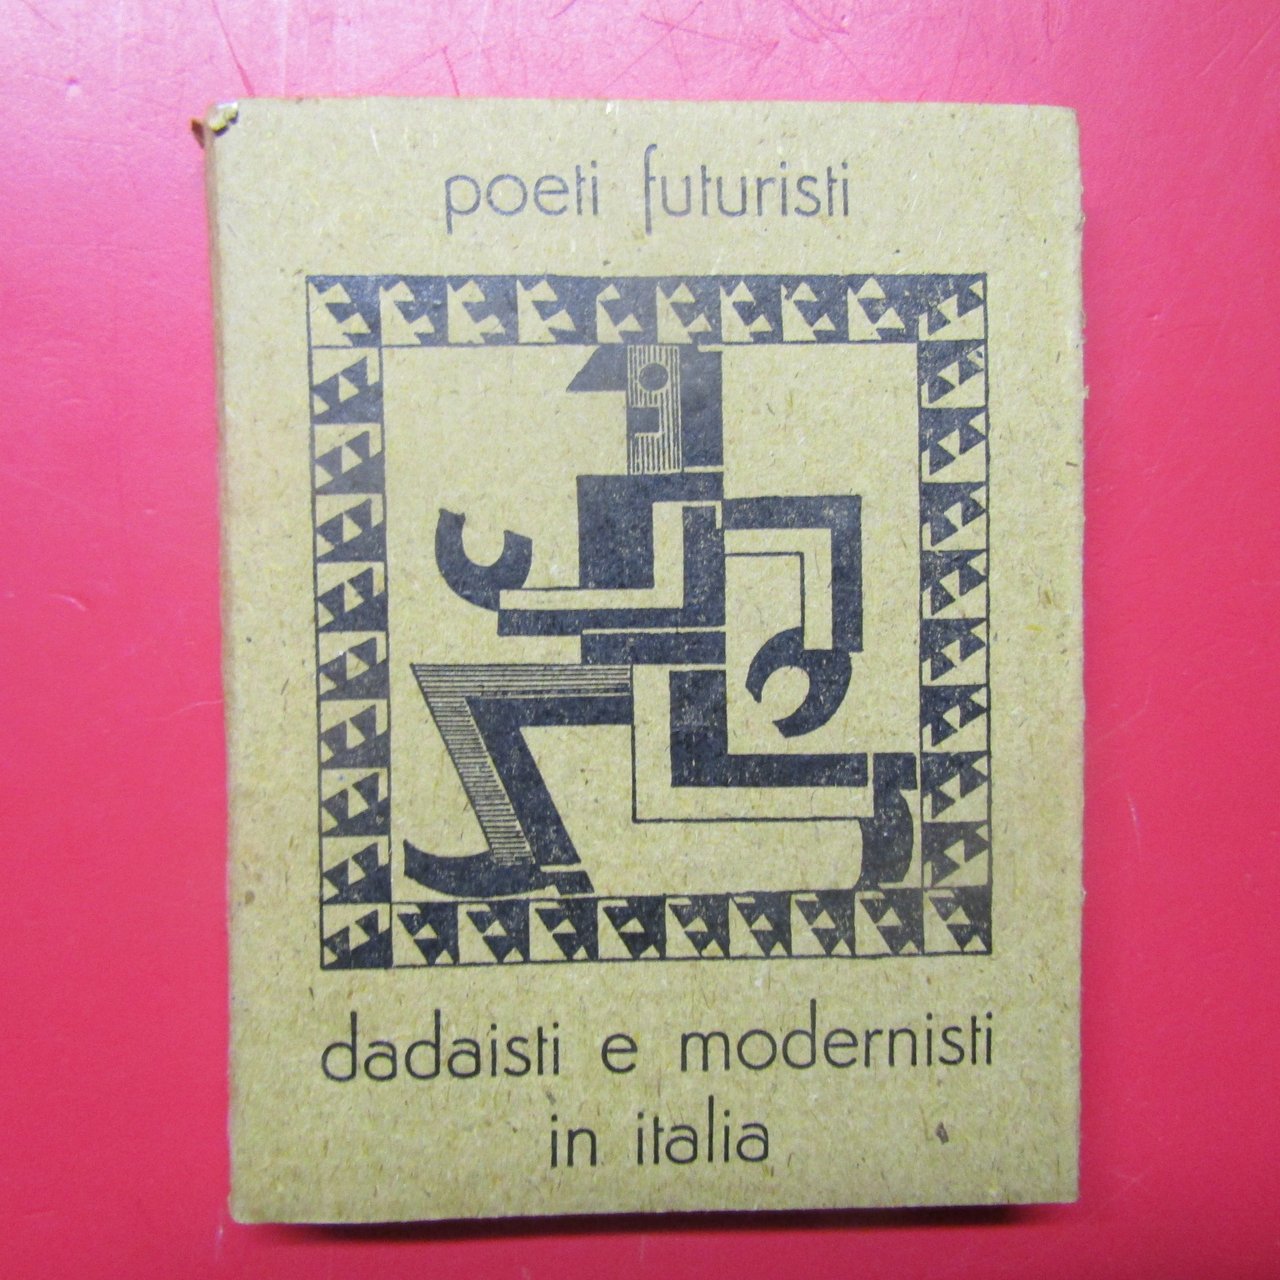 poeti futuristi
dadaisti e modernisti
in italia